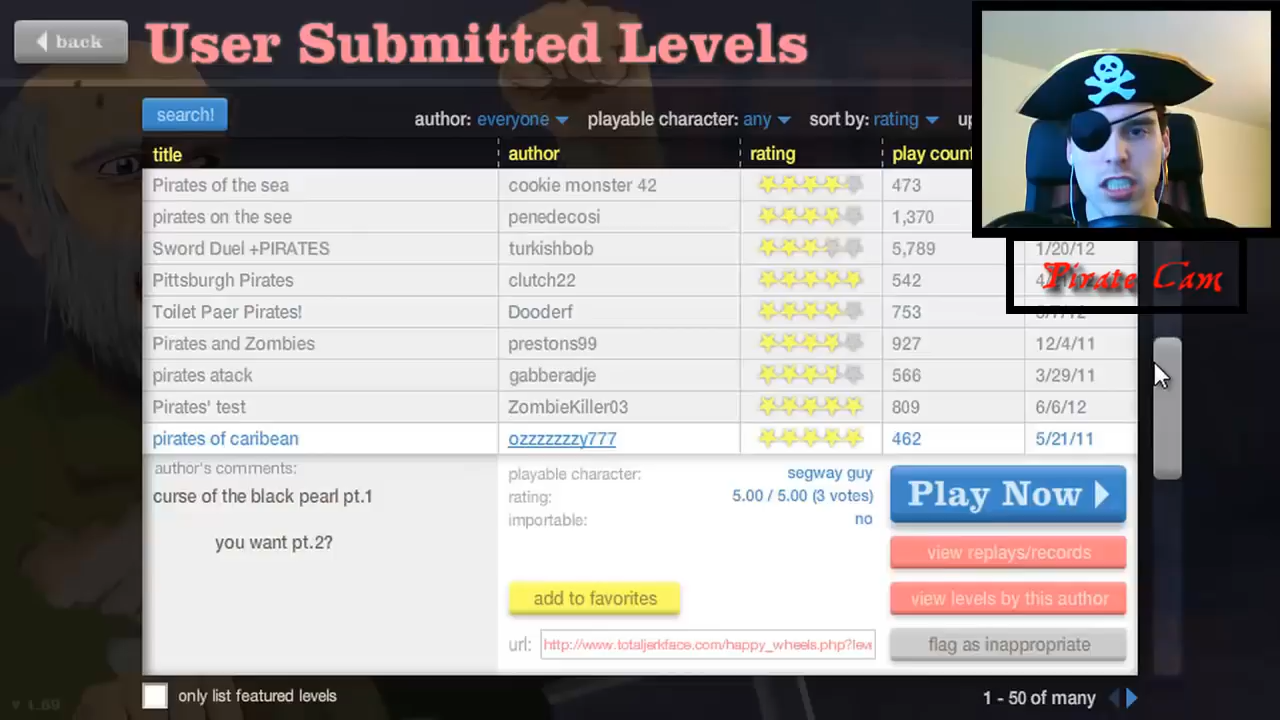 back
User Submitted Levels
search!
author: everyone playable character: any sort by: rating
title author rating play count
Pirates of the sea cookie monster 42 473
pirates on the see penedecosi 1,370
Sword Duel +PIRATES turkishbob 5,789 1/20/12
Pittsburgh Pirates clutch22 542
Pirate Cam
Toilet Paer Pirates! Dooderf 753
Pirates and Zombies prestons99 927 12/4/11
pirates atack gabberadje 566 3/29/11
Pirates' test ZombieKiller03 809 6/6/12
pirates of caribean ozzzzzzzy777 462 5/21/11
author's comments:
curse of the black pearl pt.1
you want pt.2?
playable character: segway guy
rating: 5.00 / 5.00 (3 votes)
importable: no
Play Now
view replays/records
add to favorites
view levels by this author
url: http://www.totaljerkface.com/happy_wheels.php?leve
flag as inappropriate
only list featured levels
1 - 50 of many
v 1.69